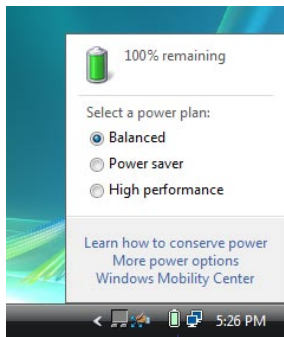 100% remaining
Select a power plan:
Balanced
Power saver
High performance
Learn how to conserve power
More power options
Windows Mobility Center
5:26 PM